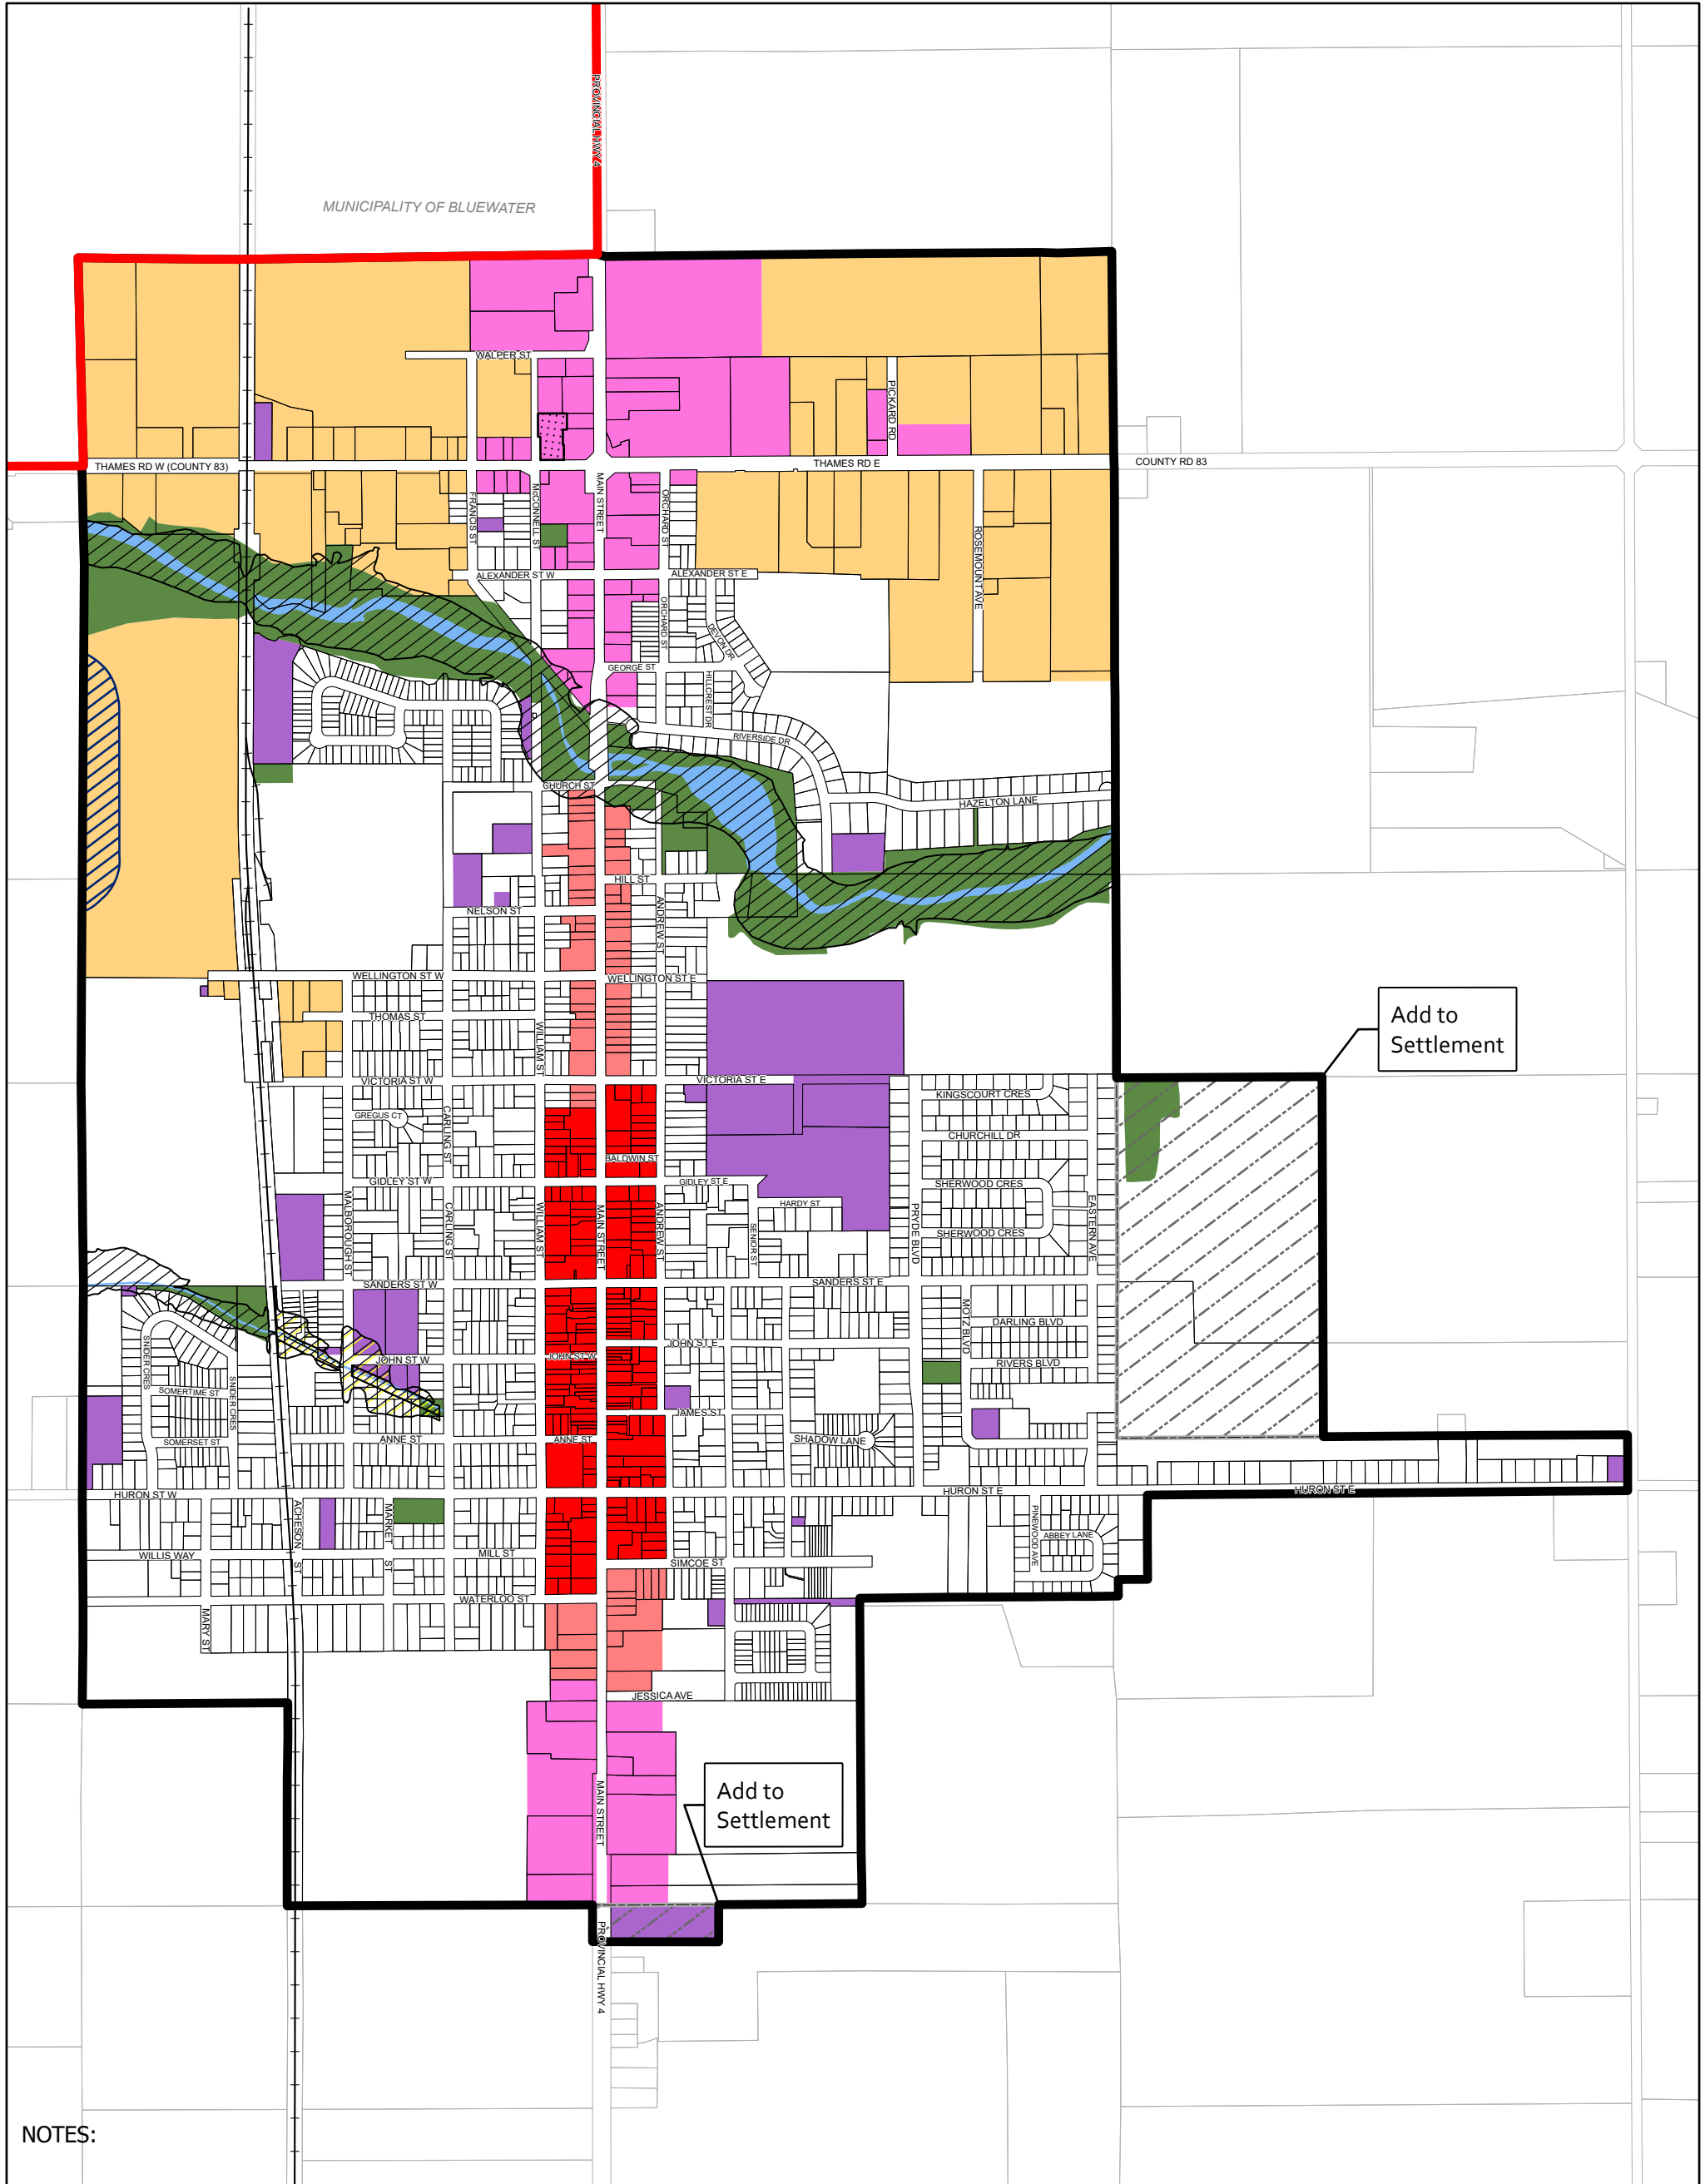 PROVINCIAL HWY 4
MUNICIPALITY OF BLUEWATER
WALPER ST
PICKARD RD
THAMES RD W (COUNTY 83)
THAMES RD E
COUNTY RD 83
FRANCIS ST
McCONNELL ST
MAIN STREET
ORCHARD ST
ROSEMOUNT AVE
ALEXANDER ST W
ALEXANDER ST E
ORCHARD ST
DEVON DR
GEORGE ST
HILLCREST DR
RIVERSIDE DR
CHURCH ST
HAZELTON LANE
HILL ST
NELSON ST
ANDREW ST
WELLINGTON ST W
WELLINGTON ST E
Add to
Settlement
THOMAS ST
WILLIAM ST
VICTORIA ST W
VICTORIA ST E
KINGSCOURT CRES
GREGUS CT
CARLING ST
CHURCHILL DR
BALDWIN ST
GIDLEY ST W
GIDLEY ST E
SHERWOOD CRES
HARDY ST
MALBOROUGH ST
CARLING ST
WILLIAM ST
MAIN STREET
ANDREW ST
SENIOR ST
PRYDE BLVD
SHERWOOD CRES
EASTERN AVE
SANDERS ST W
SANDERS ST E
MOTZ BLVD
DARLING BLVD
SNIDER CRES
JOHN ST W
JOHN ST W
JOHN ST E
RIVERS BLVD
SOMERTIME ST
SNIDER CRES
JAMES ST
SOMERSET ST
ANNE ST
ANNE ST
SHADOW LANE
HURON ST W
HURON ST E
HURON ST E
ACHESON ST
MARKET ST
PINEWOOD AVE
ABBEY LANE
WILLIS WAY
MILL ST
SIMCOE ST
WATERLOO ST
MARY ST
JESSICA AVE
MAIN STREET
Add to
Settlement
PROVINCIAL HWY 4
NOTES: